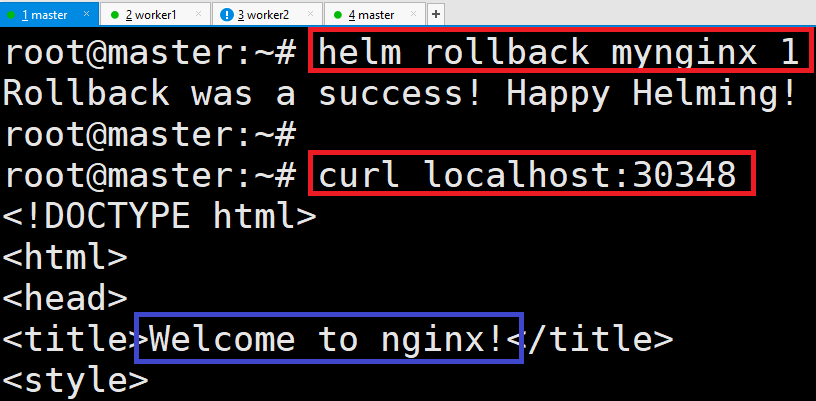 1 master 2 worker1 3 worker2 4 master
root@master:~# helm rollback mynginx 1
Rollback was a success! Happy Helming!
root@master:~#
root@master:~# curl localhost:30348
<!DOCTYPE html>
<html>
<head>
<title>Welcome to nginx!</title>
<style>